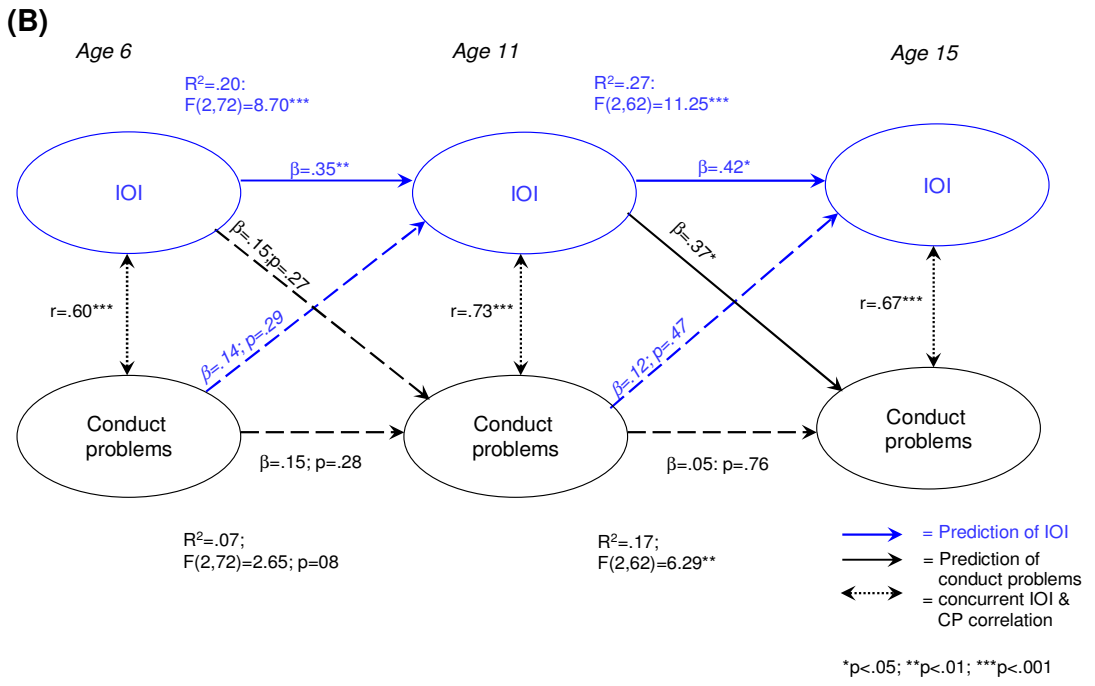 (B)
Age 6
Age 11
Age 15
R²=.20:
F(2,72)=8.70***
R²=.27:
F(2,62)=11.25***
IOI
β=.35**
IOI
β=.42*
IOI
β=.15;p=.27
β=.37*
r=.60***
r=.73***
r=.67***
β=.14; p=.29
β=.12; p=.47
Conduct
problems
Conduct
problems
Conduct
problems
β=.15; p=.28
β=.05: p=.76
R²=.07;
F(2,72)=2.65; p=08
R²=.17;
F(2,62)=6.29**
= Prediction of IOI
= Prediction of
conduct problems
= concurrent IOI &
CP correlation
*p<.05; **p<.01; ***p<.001